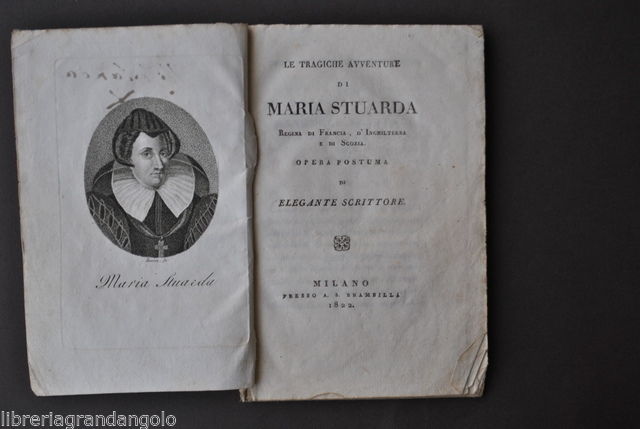 Maria Stuarda
LE TRAGICHE AVVENTURE
DI
MARIA STUARDA
REGINA DI FRANCIA, D'INGHILTERRA
E DI SCOZIA.
OPERA POSTUMA
DI
ELEGANTE SCRITTORE.
MILANO
PRESSO A. S. BRAMBILLA
1822.
libreriagrandangolo